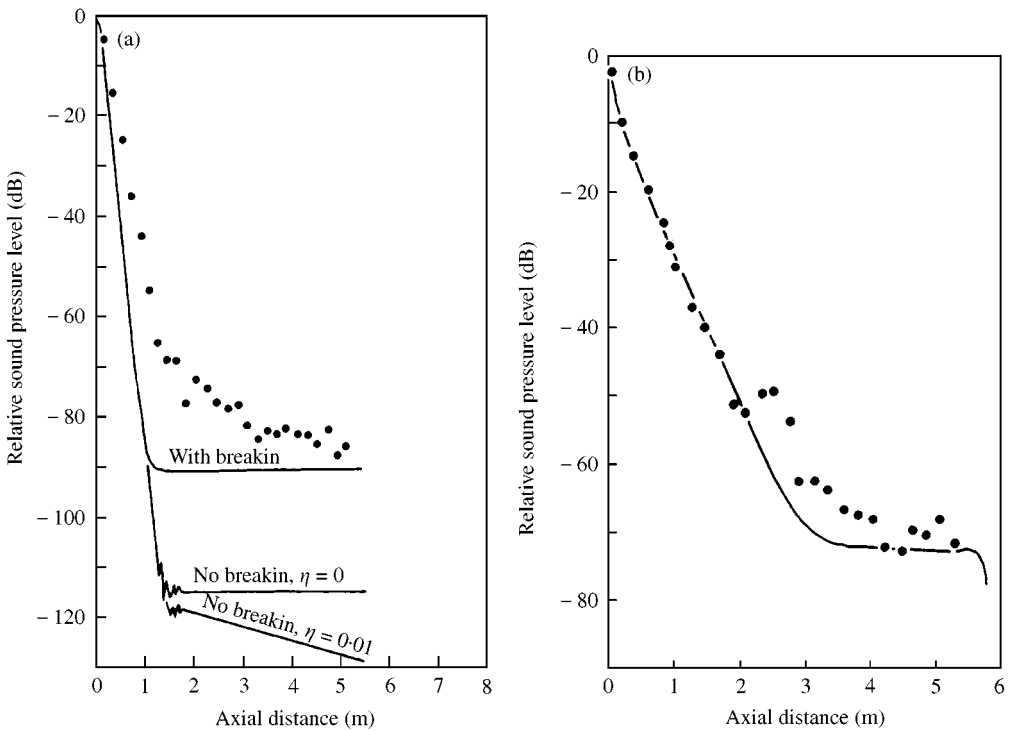 (a)
0
− 20
− 40
− 60
− 80
− 100
− 120
Relative sound pressure level (dB)
With breakin
No breakin, η = 0
No breakin, η = 0·01
0 1 2 3 4 5 6 7 8
Axial distance (m)
(b)
0
− 20
− 40
− 60
− 80
Relative sound pressure level (dB)
0 1 2 3 4 5 6
Axial distance (m)